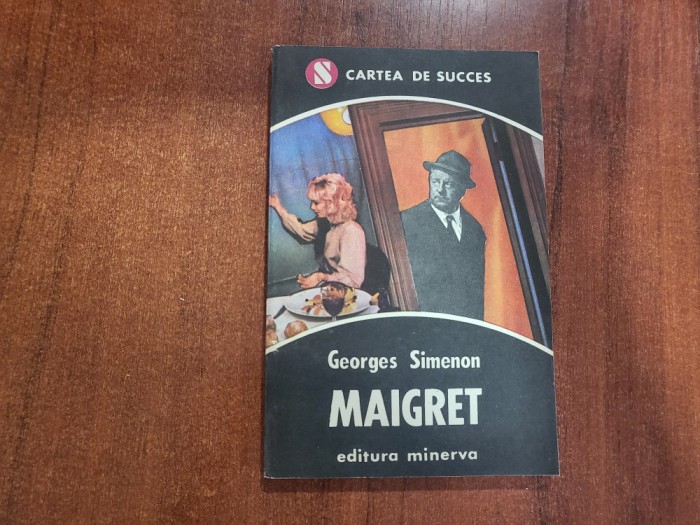 S CARTEA DE SUCCES
Georges Simenon
MAIGRET
editura minerva